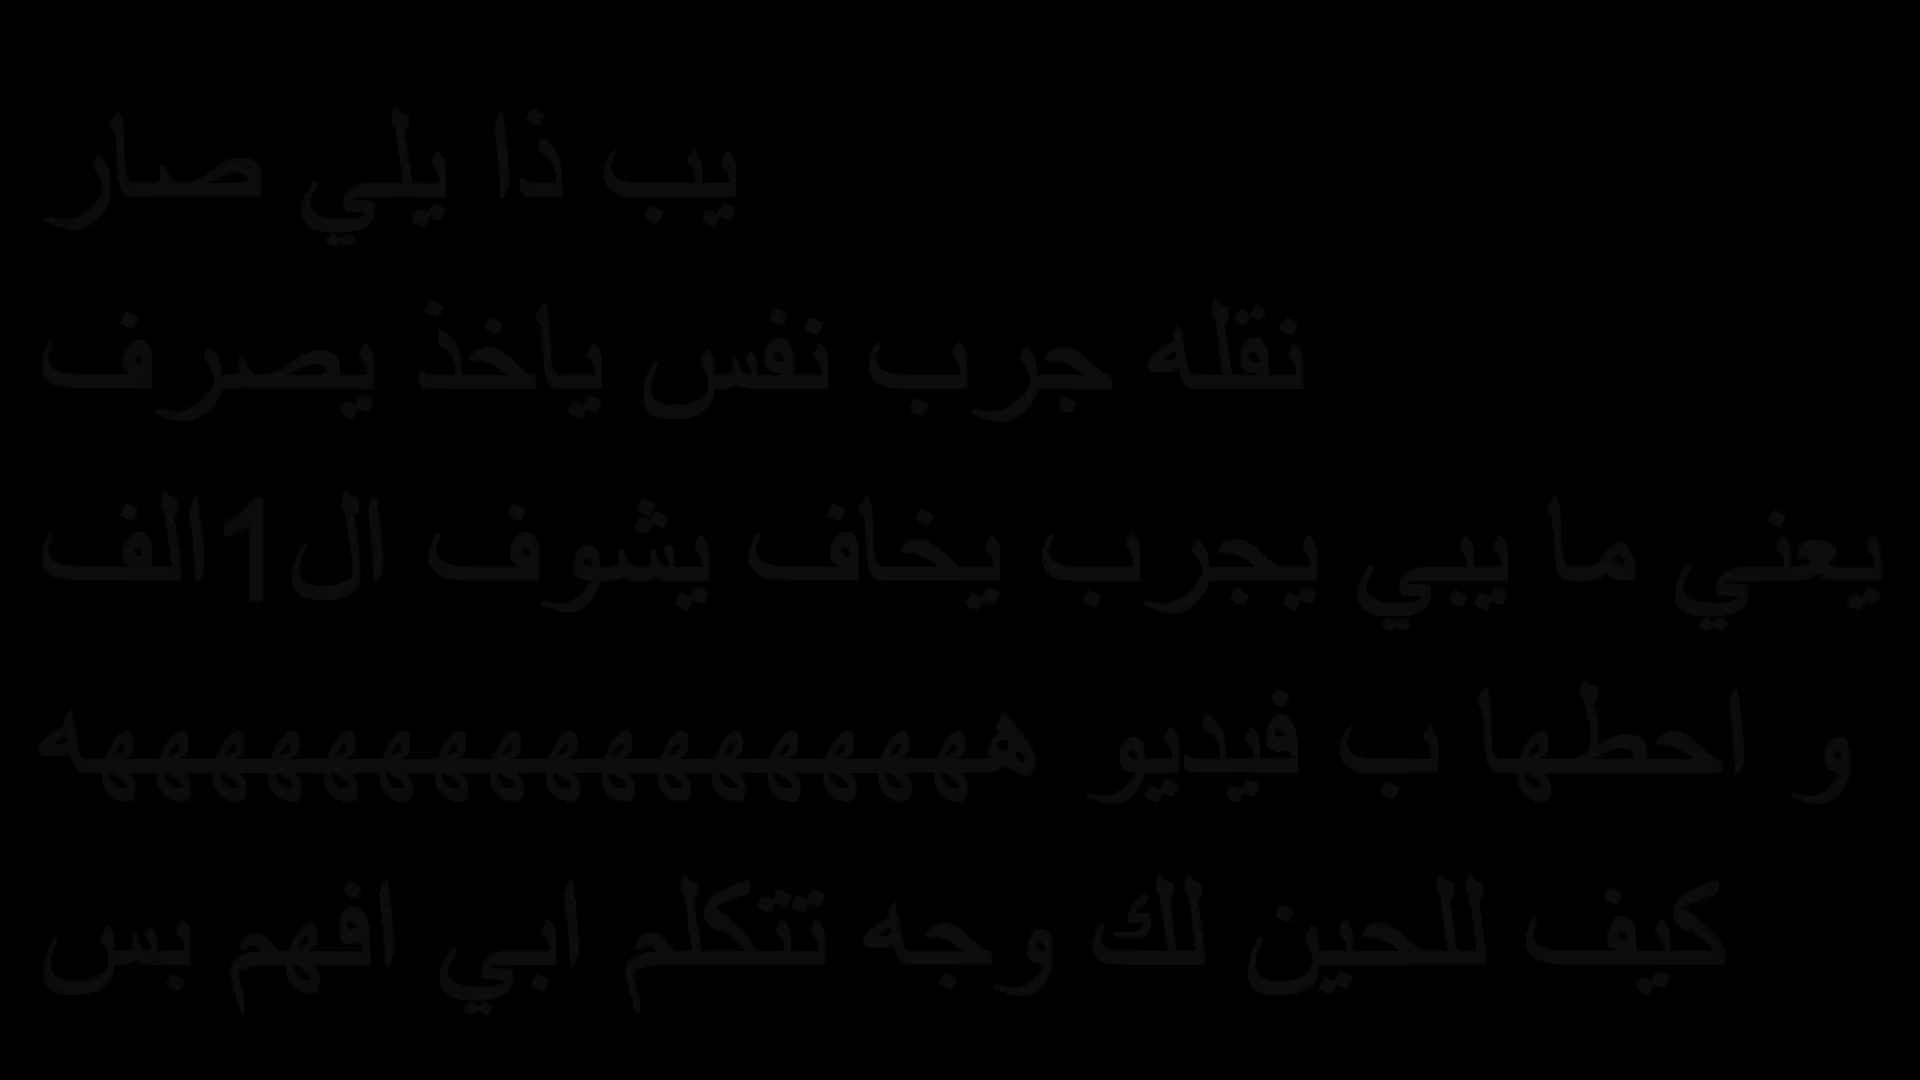 يب ذا يلي صار
نقله جرب نفس ياخذ يصرف
يعني ما يبي يجرب يخاف يشوف ال1الف
و احطها ب فيديو هههههههههههههههههه
كيف للحين لك وجه تتكلم ابي افهم بس